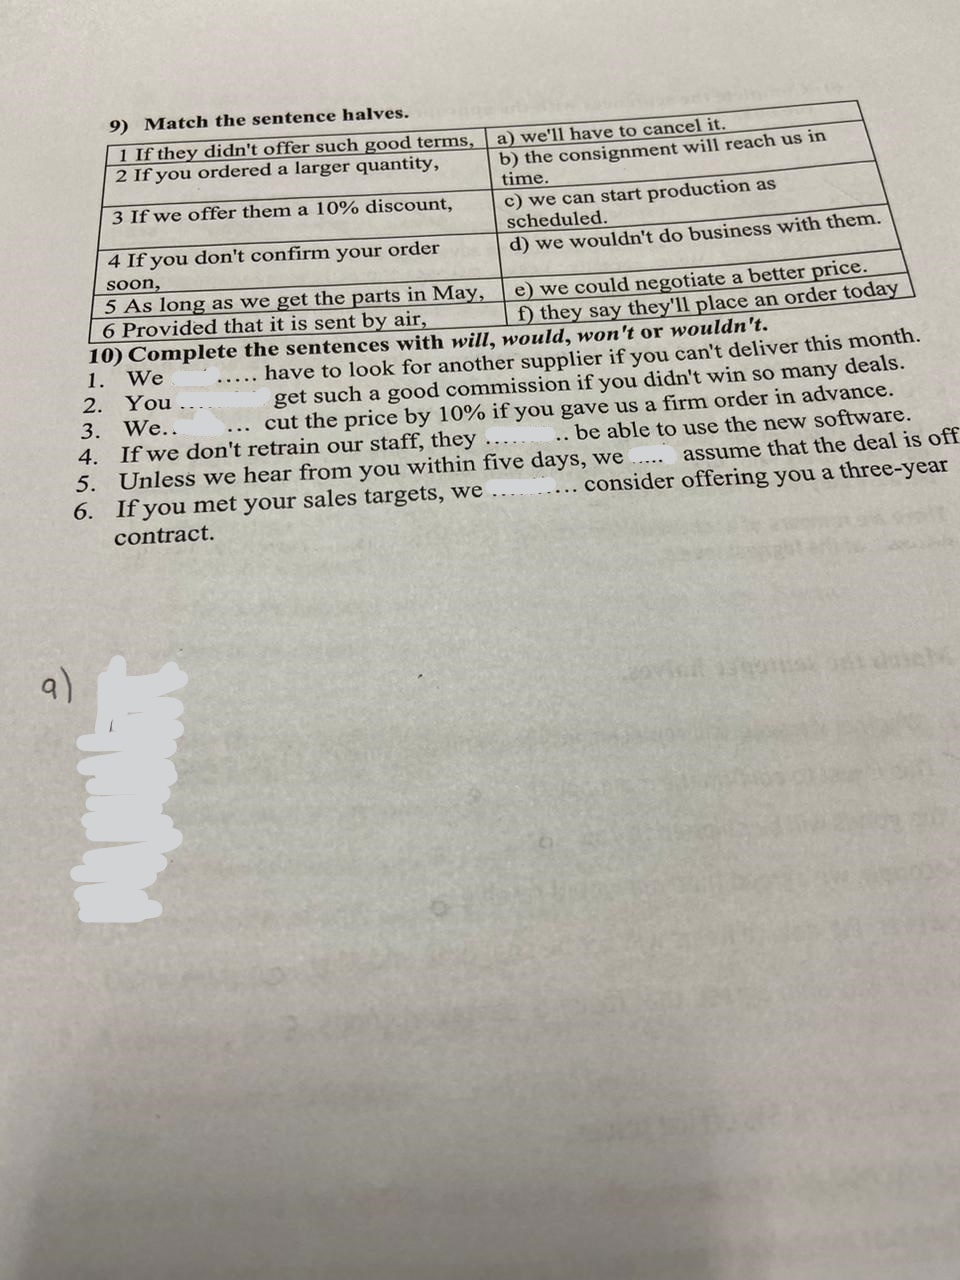 9) Match the sentence halves.
1 If they didn't offer such good terms,
a) we'll have to cancel it.
2 If you ordered a larger quantity,
b) the consignment will reach us in
time.
3 If we offer them a 10% discount,
c) we can start production as
scheduled.
4 If you don't confirm your order
soon,
d) we wouldn't do business with them.
5 As long as we get the parts in May,
e) we could negotiate a better price.
6 Provided that it is sent by air,
f) they say they'll place an order today
10) Complete the sentences with will, would, won't or wouldn't.
1. We ..... have to look for another supplier if you can't deliver this month.
2. You ... get such a good commission if you didn't win so many deals.
3. We.. ... cut the price by 10% if you gave us a firm order in advance.
4. If we don't retrain our staff, they ...... .. be able to use the new software.
5. Unless we hear from you within five days, we ..... assume that the deal is off
6. If you met your sales targets, we ......... consider offering you a three-year
contract.
9)